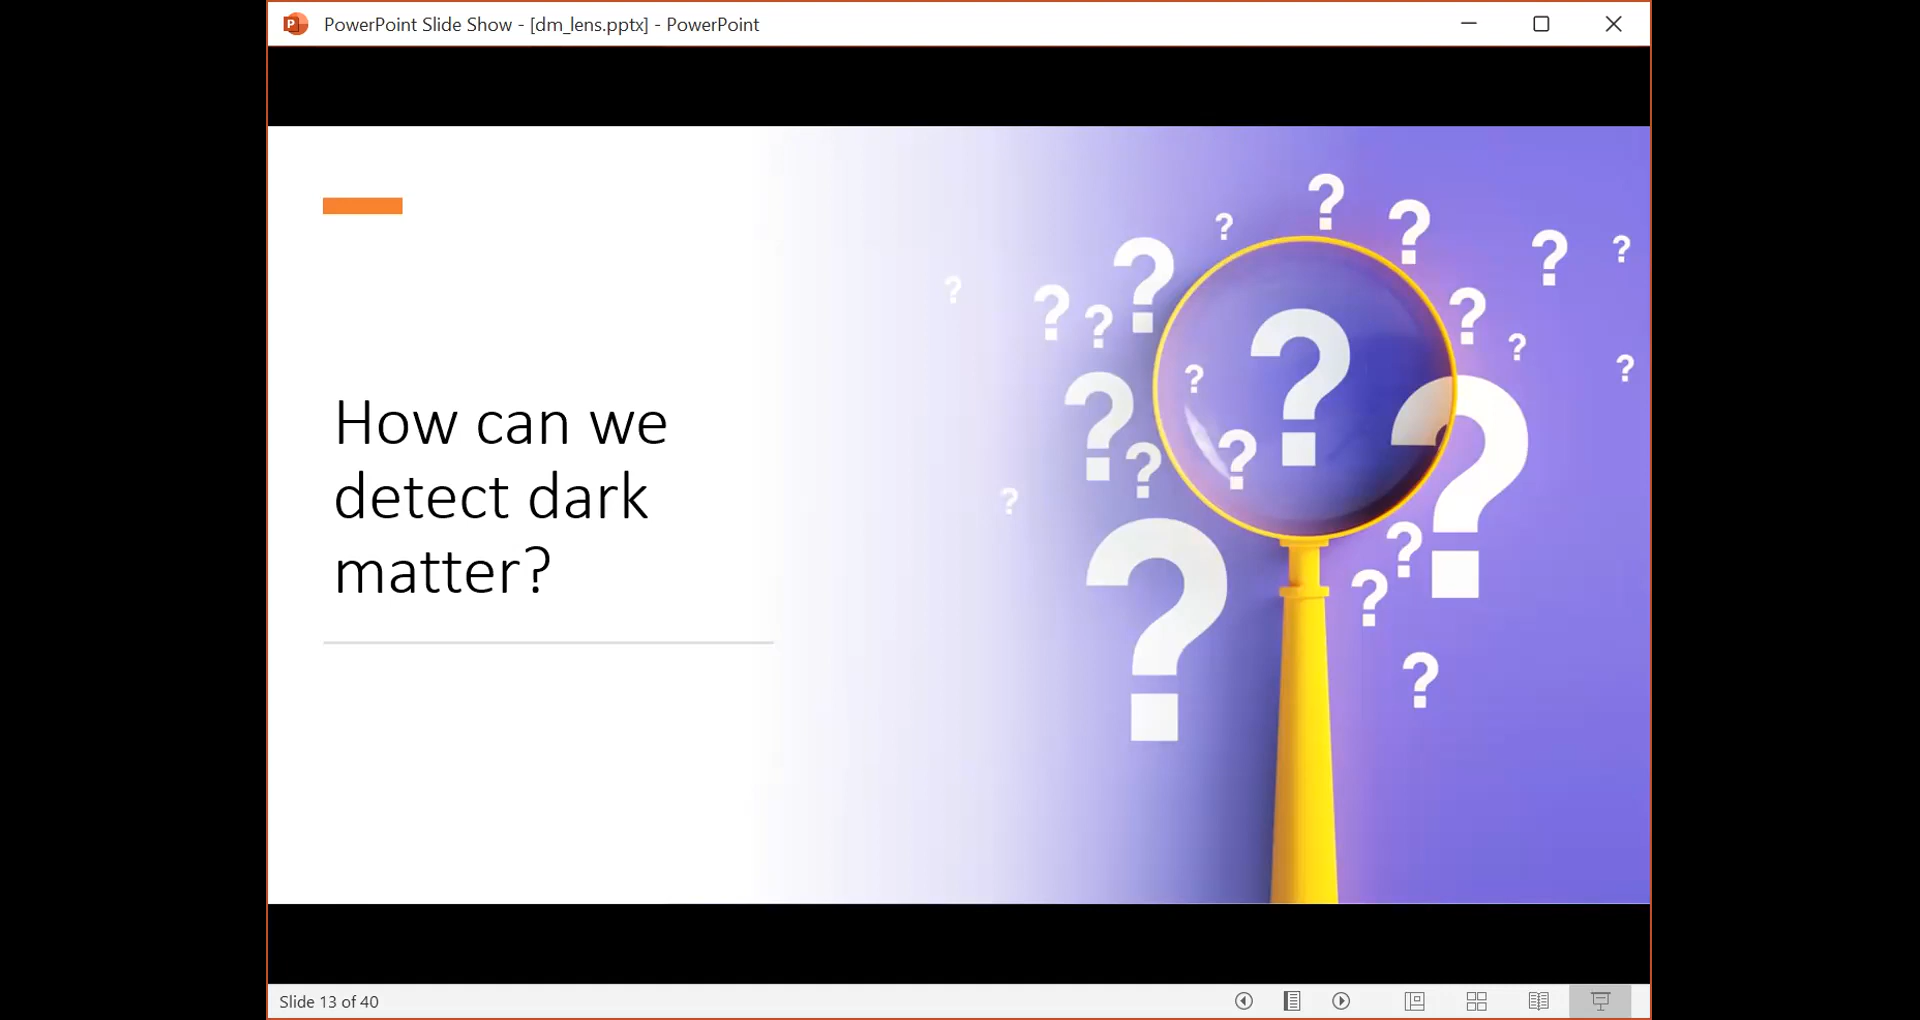 PowerPoint Slide Show - [dm_lens.pptx] - PowerPoint
? ? ? ? ? ? ? ? ? ? ? ? ? ? ? ? ? ? ? ? ? ? ? ?
How can we
detect dark
matter?
Slide 13 of 40